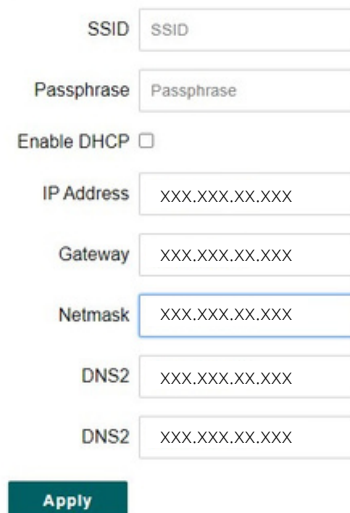 SSID SSID
Passphrase Passphrase
Enable DHCP
IP Address XXX.XXX.XX.XXX
Gateway XXX.XXX.XX.XXX
Netmask XXX.XXX.XX.XXX
DNS2 XXX.XXX.XX.XXX
DNS2 XXX.XXX.XX.XXX
Apply